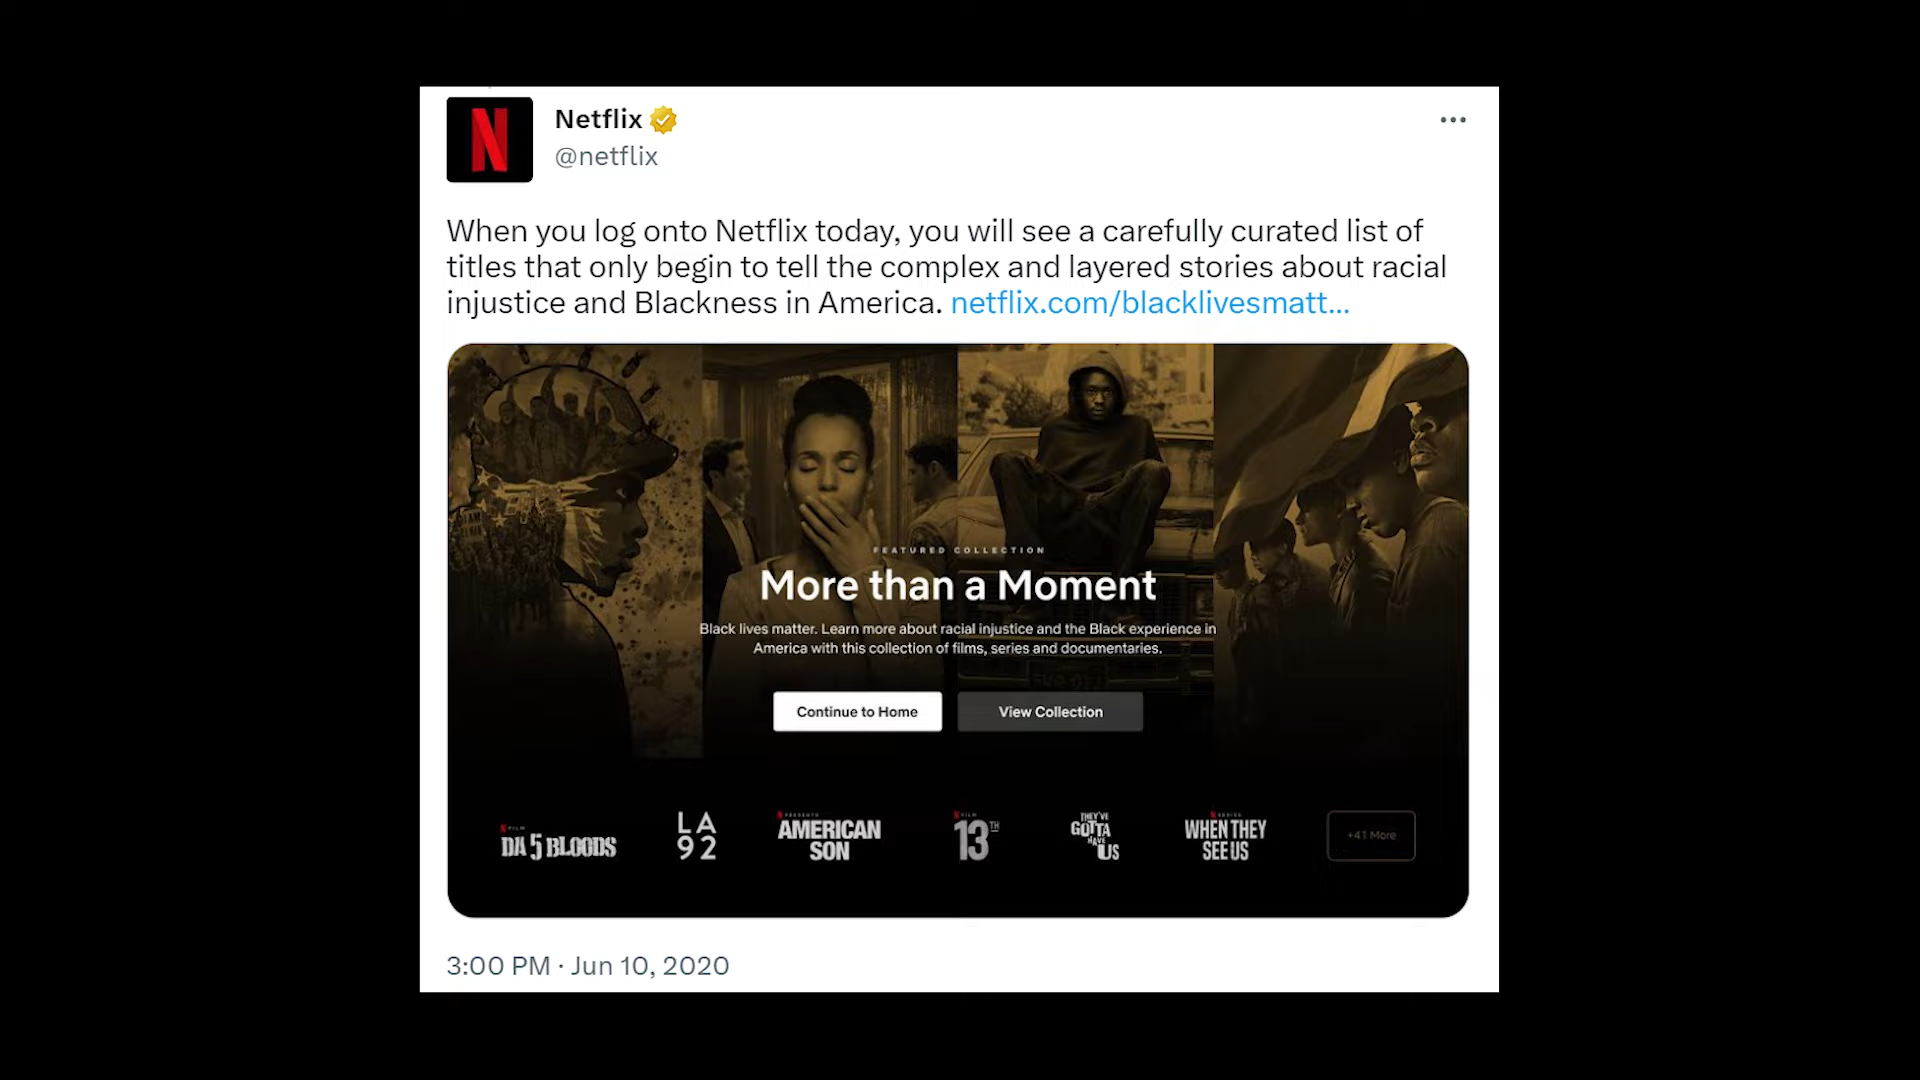 Netflix
@netflix
When you log onto Netflix today, you will see a carefully curated list of
titles that only begin to tell the complex and layered stories about racial
injustice and Blackness in America. netflix.com/blacklivesmatt...
FEATURED COLLECTION
More than a Moment
Black lives matter. Learn more about racial injustice and the Black experience in
America with this collection of films, series and documentaries.
Continue to Home
View Collection
N FILM
DA 5 BLOODS
LA
92
N PRESENTS
AMERICAN
SON
N FILM
13TH
THEY'VE
GOTTA
HAVE
US
N SERIES
WHEN THEY
SEE US
+41 More
3:00 PM · Jun 10, 2020